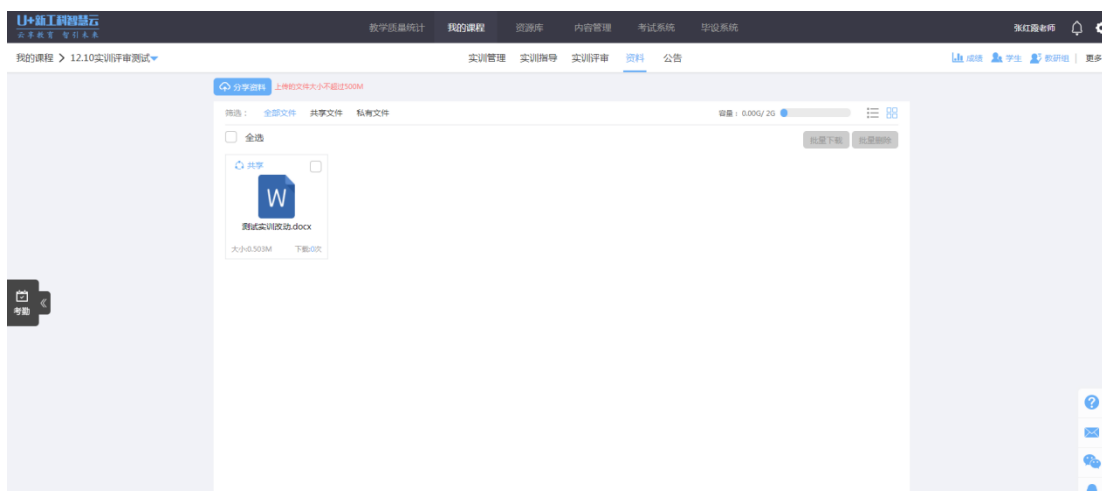 U+新工科智慧云
云享教育 智引未来
教学质量统计 我的课程 资源库 内容管理 考试系统 毕设系统 张红霞老师
我的课程 > 12.10实训评审测试
实训管理 实训指导 实训评审 资料 公告
成绩 学生 教研组 | 更多
分享资料 上传的文件大小不超过500M
筛选： 全部文件 共享文件 私有文件
容量：0.00G/ 2G
全选 批量下载 批量删除
共享
W
测试实训改动.docx
大小:0.503M 下载:0次
考勤